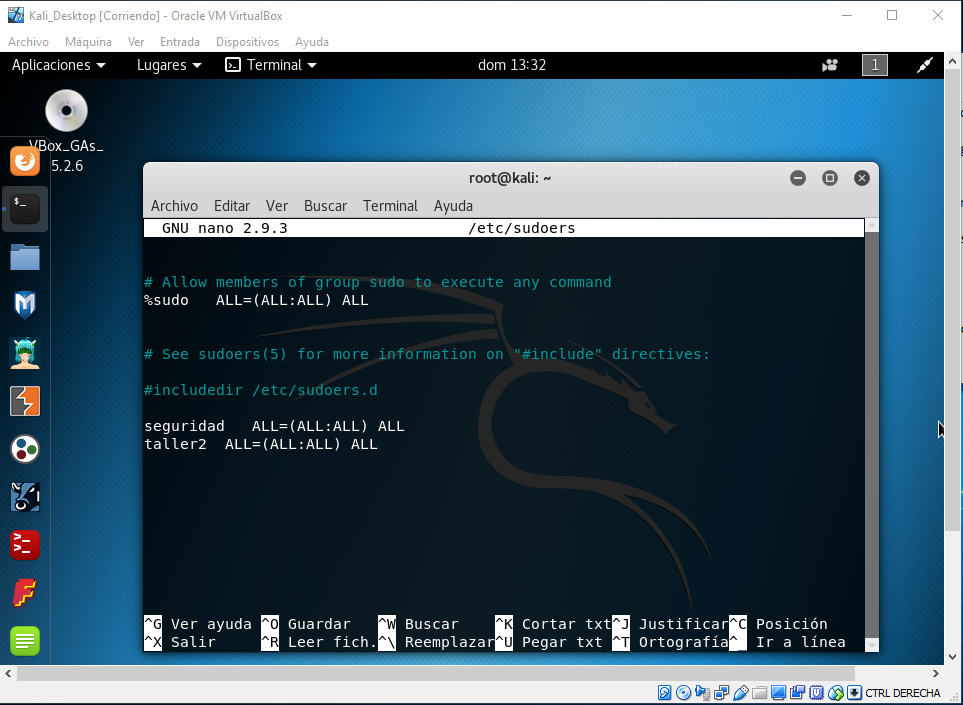 Kali_Desktop [Corriendo] - Oracle VM VirtualBox
Archivo Máquina Ver Entrada Dispositivos Ayuda
Aplicaciones Lugares Terminal dom 13:32 1
VBox_GAs_
5.2.6
root@kali: ~
Archivo Editar Ver Buscar Terminal Ayuda
GNU nano 2.9.3 /etc/sudoers
# Allow members of group sudo to execute any command
%sudo ALL=(ALL:ALL) ALL
# See sudoers(5) for more information on "#include" directives:
#includedir /etc/sudoers.d
seguridad ALL=(ALL:ALL) ALL
taller2 ALL=(ALL:ALL) ALL
^G Ver ayuda ^O Guardar ^W Buscar ^K Cortar txt ^J Justificar ^C Posición
^X Salir ^R Leer fich. ^\ Reemplazar ^U Pegar txt ^T Ortografía ^_ Ir a línea
CTRL DERECHA